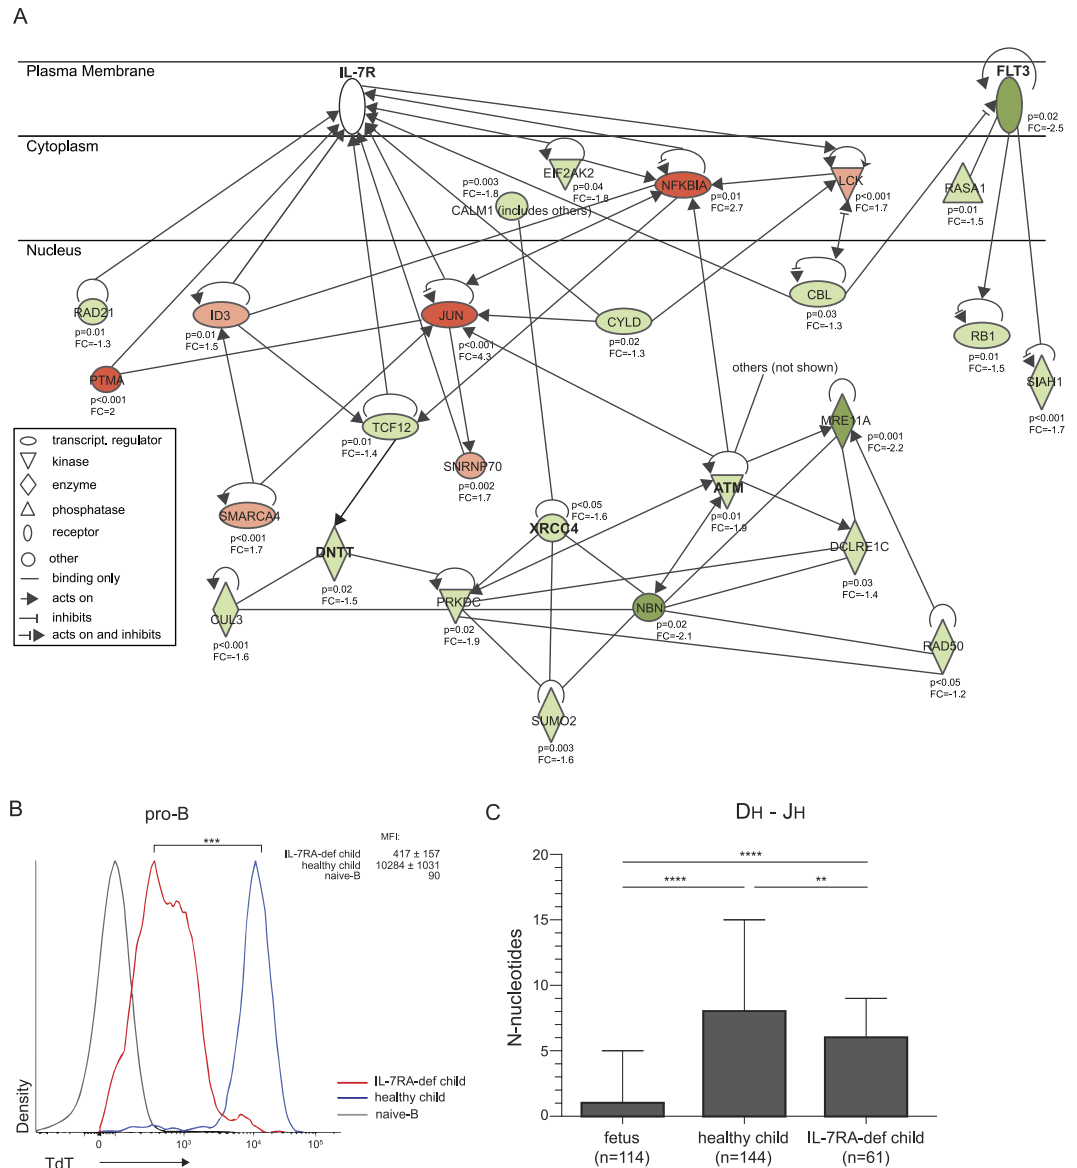 A
Plasma Membrane
IL-7R
FLT3
p=0.02
FC=-2.5
Cytoplasm
EIF2AK2
p=0.04
FC=-1.8
p=0.003
FC=-1.8
CALM1 (includes others)
NFKBIA
p=0.01
FC=2.7
LCK
p<0.001
FC=1.7
RASA1
p=0.01
FC=-1.5
Nucleus
RAD21
p=0.01
FC=-1.3
ID3
p=0.01
FC=1.5
JUN
p<0.001
FC=4.3
CYLD
p=0.02
FC=-1.3
CBL
p=0.03
FC=-1.3
RB1
p=0.01
FC=-1.5
SIAH1
p<0.001
FC=-1.7
PTMA
p<0.001
FC=2
others (not shown)
TCF12
p=0.01
FC=-1.4
MRE11A
p=0.001
FC=-2.2
SNRNP70
p=0.002
FC=1.7
ATM
p=0.01
FC=-1.9
SMARCA4
p<0.001
FC=1.7
p<0.05
FC=-1.6
XRCC4
DNTT
p=0.02
FC=-1.5
DCLRE1C
p=0.03
FC=-1.4
CUL3
p<0.001
FC=-1.6
PRKDC
p=0.02
FC=-1.9
NBN
p=0.02
FC=-2.1
RAD50
p<0.05
FC=-1.2
SUMO2
p=0.003
FC=-1.6
transcript. regulator
kinase
enzyme
phosphatase
receptor
other
binding only
acts on
inhibits
acts on and inhibits
B
pro-B
***
MFI:
IL-7RA-def child 417 ± 157
healthy child 10284 ± 1031
naive-B 90
Density
IL-7RA-def child
healthy child
naive-B
0 10³ 10⁴ 10⁵
TdT
C
DH - JH
N-nucleotides
20
15
10
5
0
****
**** **
fetus healthy child IL-7RA-def child
(n=114) (n=144) (n=61)